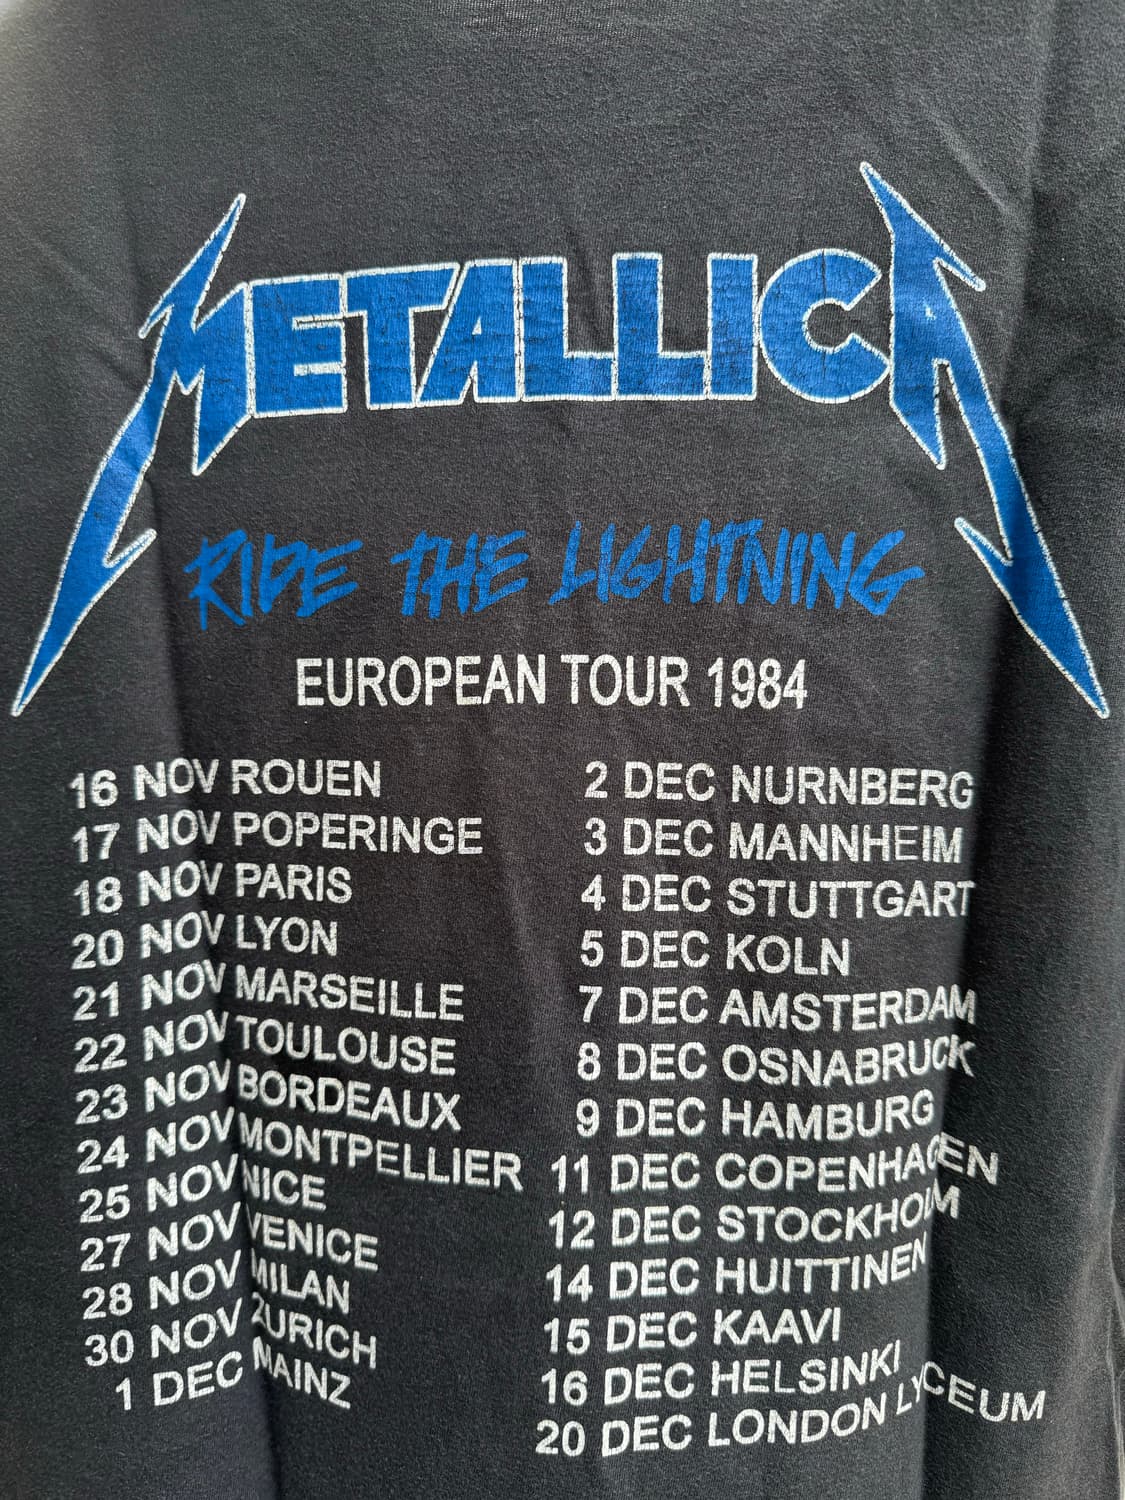 METALLICA
RIDE THE LIGHTNING
EUROPEAN TOUR 1984
16 NOV ROUEN
17 NOV POPERINGE
18 NOV PARIS
20 NOV LYON
21 NOV MARSEILLE
22 NOV TOULOUSE
23 NOV BORDEAUX
24 NOV MONTPELLIER
25 NOV NICE
27 NOV VENICE
28 NOV MILAN
30 NOV ZURICH
1 DEC MAINZ
2 DEC NURNBERG
3 DEC MANNHEIM
4 DEC STUTTGART
5 DEC KOLN
7 DEC AMSTERDAM
8 DEC OSNABRUCK
9 DEC HAMBURG
11 DEC COPENHAGEN
12 DEC STOCKHOLM
14 DEC HUITTINEN
15 DEC KAAVI
16 DEC HELSINKI
20 DEC LONDON LYCEUM